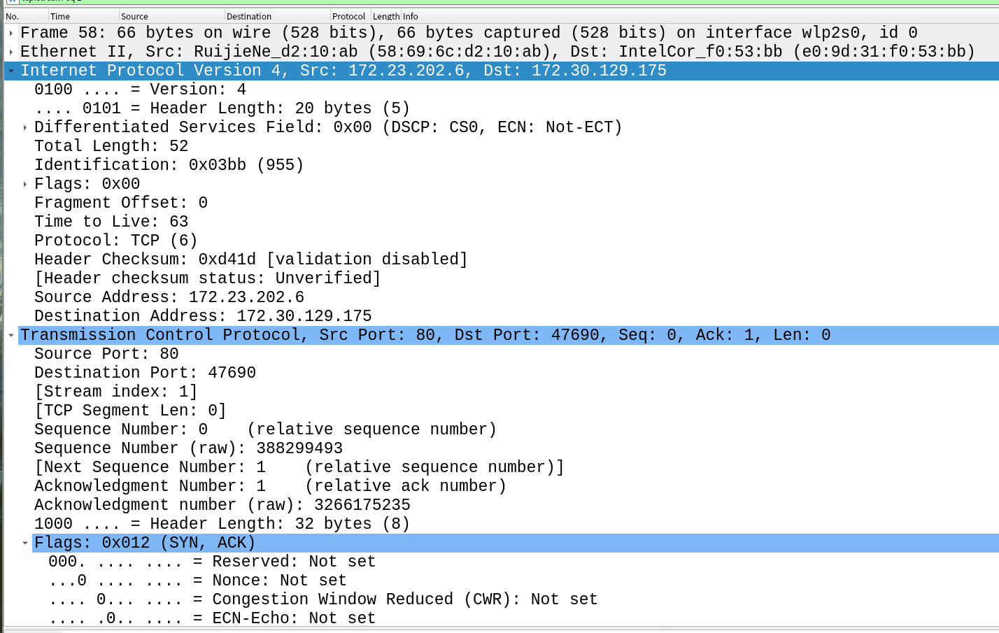 No. Time Source Destination Protocol Length Info
Frame 58: 66 bytes on wire (528 bits), 66 bytes captured (528 bits) on interface wlp2s0, id 0
Ethernet II, Src: RuijieNe_d2:10:ab (58:69:6c:d2:10:ab), Dst: IntelCor_f0:53:bb (e0:9d:31:f0:53:bb)
Internet Protocol Version 4, Src: 172.23.202.6, Dst: 172.30.129.175
0100 .... = Version: 4
.... 0101 = Header Length: 20 bytes (5)
Differentiated Services Field: 0x00 (DSCP: CS0, ECN: Not-ECT)
Total Length: 52
Identification: 0x03bb (955)
Flags: 0x00
Fragment Offset: 0
Time to Live: 63
Protocol: TCP (6)
Header Checksum: 0xd41d [validation disabled]
[Header checksum status: Unverified]
Source Address: 172.23.202.6
Destination Address: 172.30.129.175
Transmission Control Protocol, Src Port: 80, Dst Port: 47690, Seq: 0, Ack: 1, Len: 0
Source Port: 80
Destination Port: 47690
[Stream index: 1]
[TCP Segment Len: 0]
Sequence Number: 0    (relative sequence number)
Sequence Number (raw): 388299493
[Next Sequence Number: 1    (relative sequence number)]
Acknowledgment Number: 1    (relative ack number)
Acknowledgment number (raw): 3266175235
1000 .... = Header Length: 32 bytes (8)
Flags: 0x012 (SYN, ACK)
000. .... .... = Reserved: Not set
...0 .... .... = Nonce: Not set
.... 0... .... = Congestion Window Reduced (CWR): Not set
.... .0.. .... = ECN-Echo: Not set